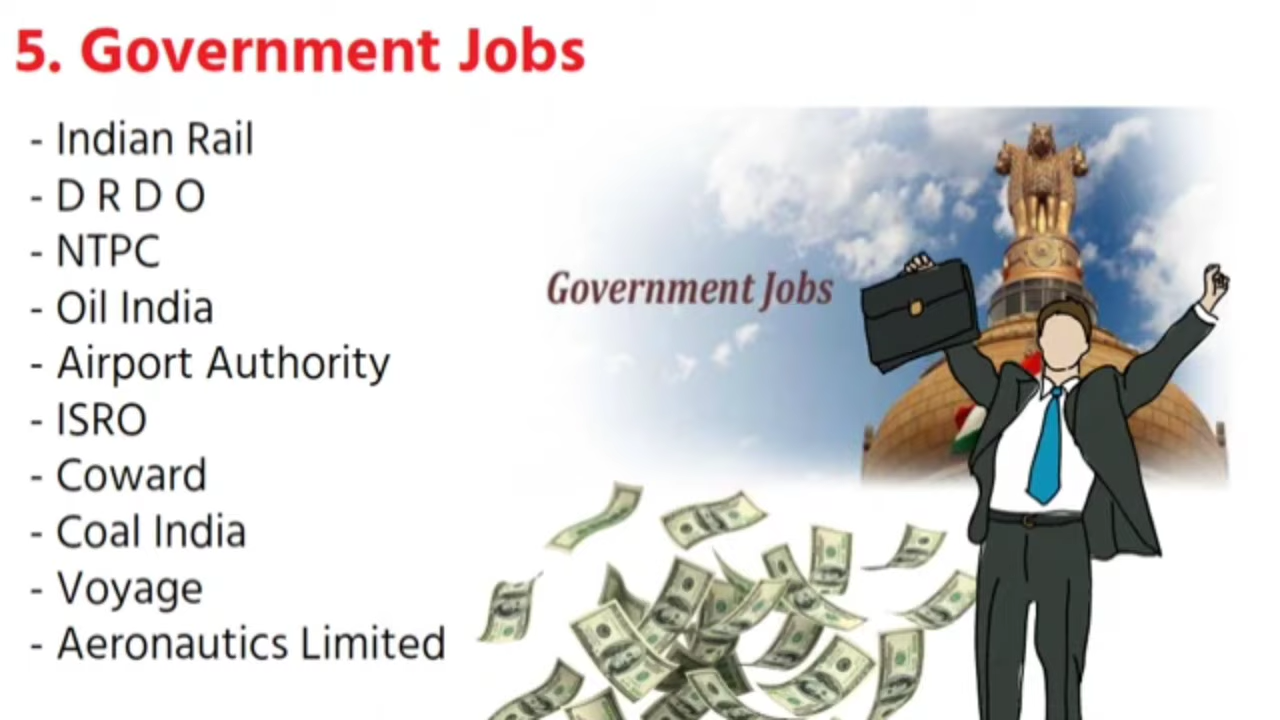 5. Government Jobs
- Indian Rail
- D R D O
- NTPC
- Oil India
- Airport Authority
- ISRO
- Coward
- Coal India
- Voyage
- Aeronautics Limited
Government Jobs